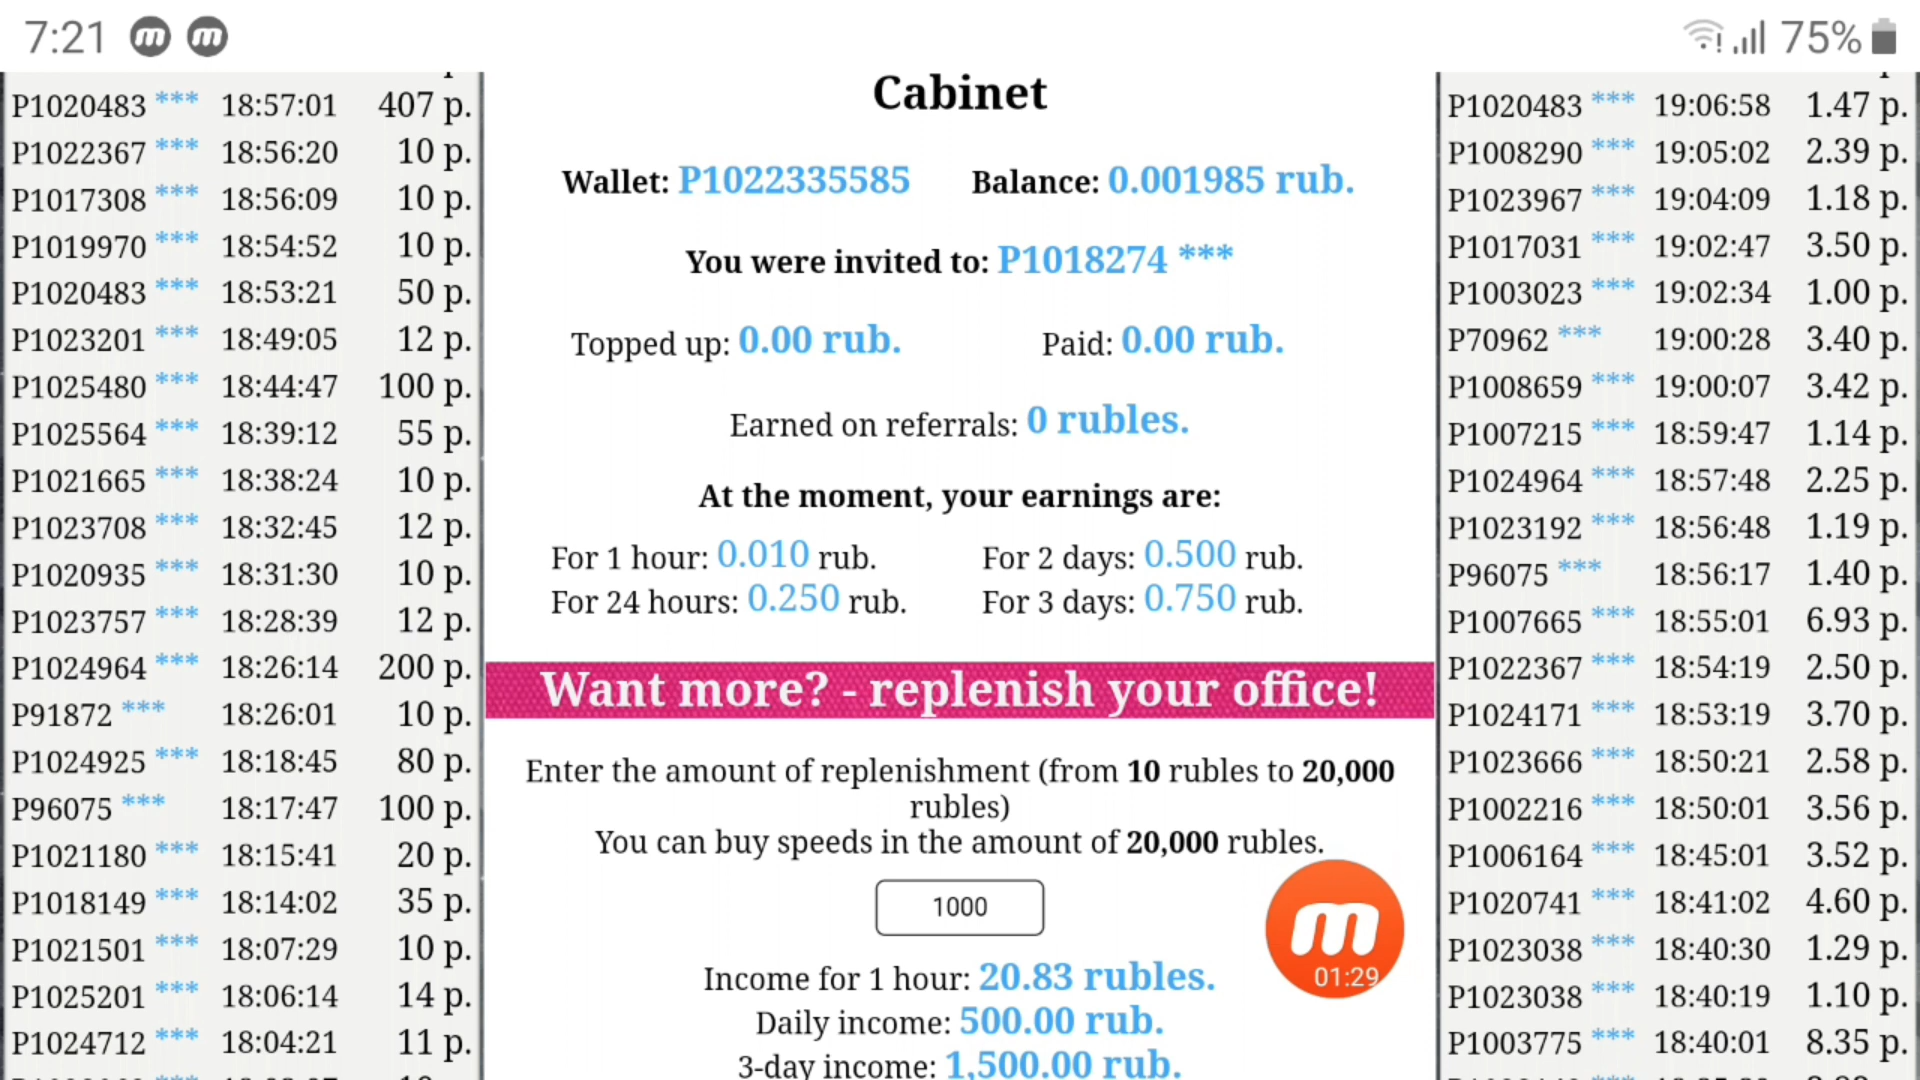 7:21
75%
P1020483 *** 18:57:01 407 p.
P1022367 *** 18:56:20 10 p.
P1017308 *** 18:56:09 10 p.
P1019970 *** 18:54:52 10 p.
P1020483 *** 18:53:21 50 p.
P1023201 *** 18:49:05 12 p.
P1025480 *** 18:44:47 100 p.
P1025564 *** 18:39:12 55 p.
P1021665 *** 18:38:24 10 p.
P1023708 *** 18:32:45 12 p.
P1020935 *** 18:31:30 10 p.
P1023757 *** 18:28:39 12 p.
P1024964 *** 18:26:14 200 p.
P91872 *** 18:26:01 10 p.
P1024925 *** 18:18:45 80 p.
P96075 *** 18:17:47 100 p.
P1021180 *** 18:15:41 20 p.
P1018149 *** 18:14:02 35 p.
P1021501 *** 18:07:29 10 p.
P1025201 *** 18:06:14 14 p.
P1024712 *** 18:04:21 11 p.
Cabinet
Wallet: P1022335585 Balance: 0.001985 rub.
You were invited to: P1018274 ***
Topped up: 0.00 rub. Paid: 0.00 rub.
Earned on referrals: 0 rubles.
At the moment, your earnings are:
For 1 hour: 0.010 rub. For 2 days: 0.500 rub.
For 24 hours: 0.250 rub. For 3 days: 0.750 rub.
Want more? - replenish your office!
Enter the amount of replenishment (from 10 rubles to 20,000
rubles)
You can buy speeds in the amount of 20,000 rubles.
1000
Income for 1 hour: 20.83 rubles.
Daily income: 500.00 rub.
3-day income: 1,500.00 rub.
m
01:29
P1020483 *** 19:06:58 1.47 p.
P1008290 *** 19:05:02 2.39 p.
P1023967 *** 19:04:09 1.18 p.
P1017031 *** 19:02:47 3.50 p.
P1003023 *** 19:02:34 1.00 p.
P70962 *** 19:00:28 3.40 p.
P1008659 *** 19:00:07 3.42 p.
P1007215 *** 18:59:47 1.14 p.
P1024964 *** 18:57:48 2.25 p.
P1023192 *** 18:56:48 1.19 p.
P96075 *** 18:56:17 1.40 p.
P1007665 *** 18:55:01 6.93 p.
P1022367 *** 18:54:19 2.50 p.
P1024171 *** 18:53:19 3.70 p.
P1023666 *** 18:50:21 2.58 p.
P1002216 *** 18:50:01 3.56 p.
P1006164 *** 18:45:01 3.52 p.
P1020741 *** 18:41:02 4.60 p.
P1023038 *** 18:40:30 1.29 p.
P1023038 *** 18:40:19 1.10 p.
P1003775 *** 18:40:01 8.35 p.